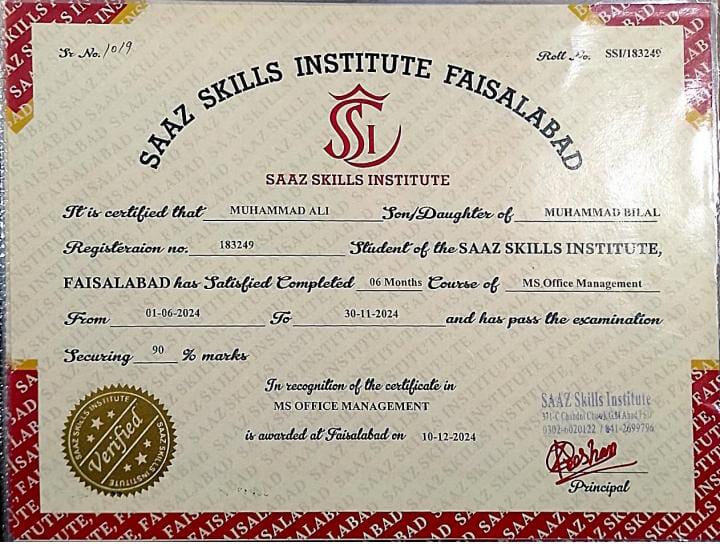 Sr No. 1019
Roll No. SSI/183249
SAAZ SKILLS INSTITUTE FAISALABAD
SSI
SAAZ SKILLS INSTITUTE
It is certified that MUHAMMAD ALI Son/Daughter of MUHAMMAD BILAL
Registeraion no. 183249 Student of the SAAZ SKILLS INSTITUTE,
FAISALABAD has Satisfied Completed 06 Months Course of MS Office Management
From 01-06-2024 To 30-11-2024 and has pass the examination
Securing 90 % marks
In recognition of the certificate in
MS OFFICE MANAGEMENT
is awarded at Faisalabad on 10-12-2024
SAAZ SKILLS INSTITUTE
Verified
SAAZ SKILLS INSTITUTE
SAAZ Skills Institute
371-C Chandni Chowk G.M Abad
0302-6020122 / 041-2699796
Principal